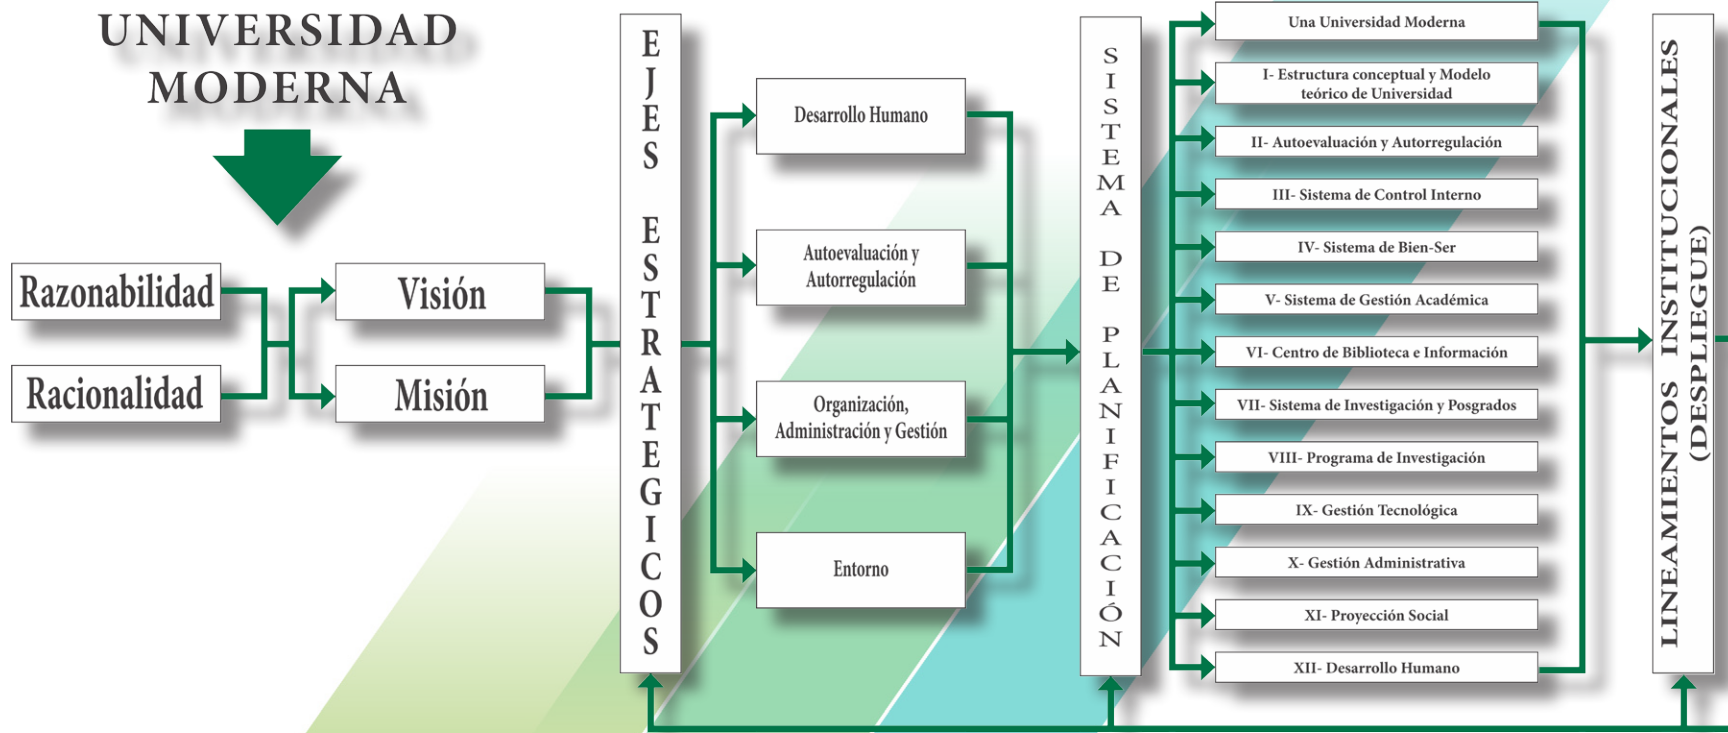 UNIVERSIDAD
MODERNA
Razonabilidad
Racionalidad
Visión
Misión
EJES ESTRATEGICOS
Desarrollo Humano
Autoevaluación y
Autorregulación
Organización,
Administración y Gestión
Entorno
SISTEMA DE PLANIFICACIÓN
Una Universidad Moderna
I- Estructura conceptual y Modelo
teórico de Universidad
II- Autoevaluación y Autorregulación
III- Sistema de Control Interno
IV- Sistema de Bien-Ser
V- Sistema de Gestión Académica
VI- Centro de Biblioteca e Información
VII- Sistema de Investigación y Posgrados
VIII- Programa de Investigación
IX- Gestión Tecnológica
X- Gestión Administrativa
XI- Proyección Social
XII- Desarrollo Humano
LINEAMIENTOS INSTITUCIONALES
(DESPLIEGUE)